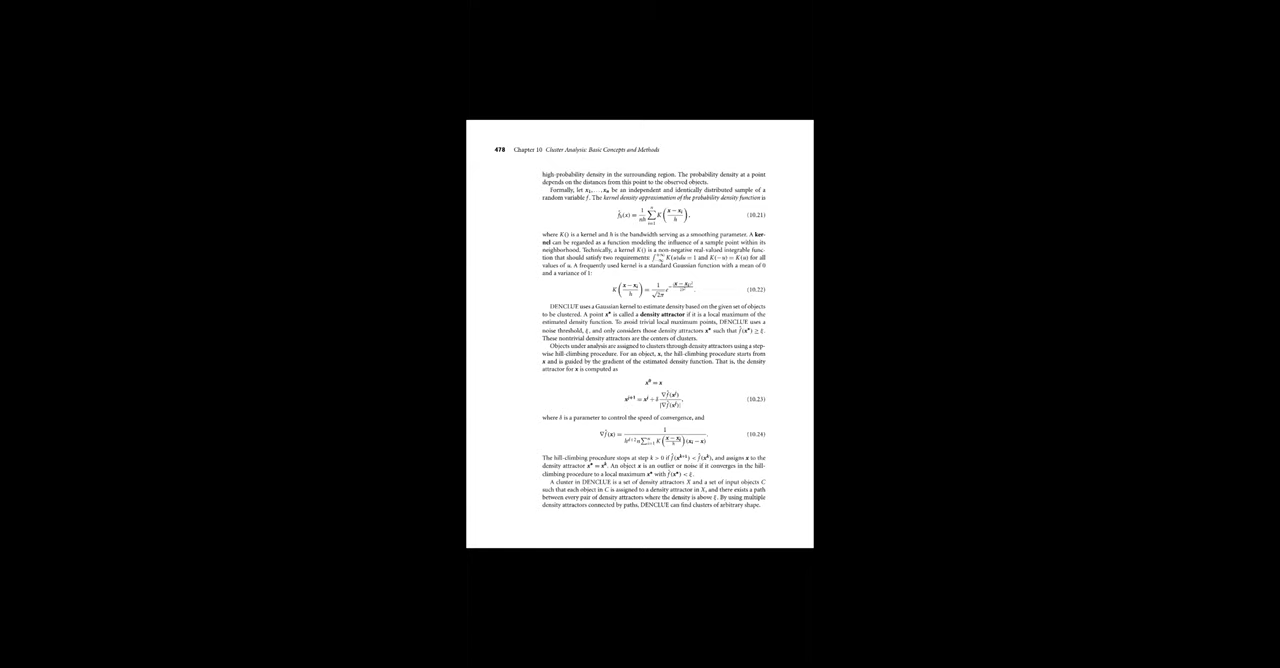 478 Chapter 10 Cluster Analysis: Basic Concepts and Methods
high-probability density in the surrounding region. The probability density at a point
depends on the distances from this point to the observed objects.
Formally, let x₁,…,xₙ be an independent and identically distributed sample of a
random variable f. The kernel density approximation of the probability density function is
f̂ₕ(x) = 1/nh ∑ⁿᵢ₌₁ K((x − xᵢ)/h), (10.21)
where K() is a kernel and h is the bandwidth serving as a smoothing parameter. A ker-
nel can be regarded as a function modeling the influence of a sample point within its
neighborhood. Technically, a kernel K() is a non-negative real-valued integrable func-
tion that should satisfy two requirements: ∫₋∞⁺∞ K(u)du = 1 and K(−u) = K(u) for all
values of u. A frequently used kernel is a standard Gaussian function with a mean of 0
and a variance of 1:
K((x − xᵢ)/h) = 1/√2π e^(−(x − xᵢ)²/2h²). (10.22)
DENCLUE uses a Gaussian kernel to estimate density based on the given set of objects
to be clustered. A point x* is called a density attractor if it is a local maximum of the
estimated density function. To avoid trivial local maximum points, DENCLUE uses a
noise threshold, ξ, and only considers those density attractors x* such that f̂(x*) ≥ ξ.
These nontrivial density attractors are the centers of clusters.
Objects under analysis are assigned to clusters through density attractors using a step-
wise hill-climbing procedure. For an object, x, the hill-climbing procedure starts from
x and is guided by the gradient of the estimated density function. That is, the density
attractor for x is computed as
x⁰ = x
xʲ⁺¹ = xʲ + δ ∇f̂(xʲ)/|∇f̂(xʲ)|, (10.23)
where δ is a parameter to control the speed of convergence, and
∇f̂(x) = 1/(hᵈ⁺²n ∑ⁿᵢ₌₁ K((x − xᵢ)/h)(xᵢ − x)). (10.24)
The hill-climbing procedure stops at step k > 0 if f̂(xᵏ⁺¹) < f̂(xᵏ), and assigns x to the
density attractor x* = xᵏ. An object x is an outlier or noise if it converges in the hill-
climbing procedure to a local maximum x* with f̂(x*) < ξ.
A cluster in DENCLUE is a set of density attractors X and a set of input objects C
such that each object in C is assigned to a density attractor in X, and there exists a path
between every pair of density attractors where the density is above ξ. By using multiple
density attractors connected by paths, DENCLUE can find clusters of arbitrary shape.